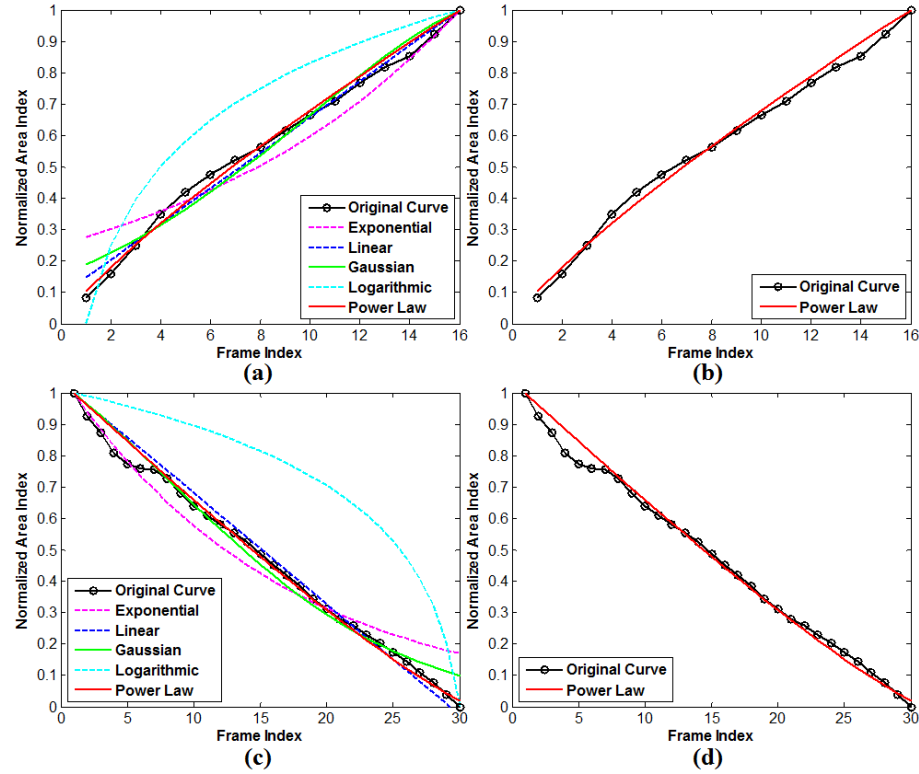 1
0.9
0.8
0.7
0.6
0.5
0.4
0.3
0.2
0.1
0
Normalized Area Index
0 2 4 6 8 10 12 14 16
Frame Index
Original Curve
Exponential
Linear
Gaussian
Logarithmic
Power Law
(a)
1
0.9
0.8
0.7
0.6
0.5
0.4
0.3
0.2
0.1
0
Normalized Area Index
0 2 4 6 8 10 12 14 16
Frame Index
Original Curve
Power Law
(b)
1
0.9
0.8
0.7
0.6
0.5
0.4
0.3
0.2
0.1
0
Normalized Area Index
0 5 10 15 20 25 30
Frame Index
Original Curve
Exponential
Linear
Gaussian
Logarithmic
Power Law
(c)
1
0.9
0.8
0.7
0.6
0.5
0.4
0.3
0.2
0.1
0
Normalized Area Index
0 5 10 15 20 25 30
Frame Index
Original Curve
Power Law
(d)